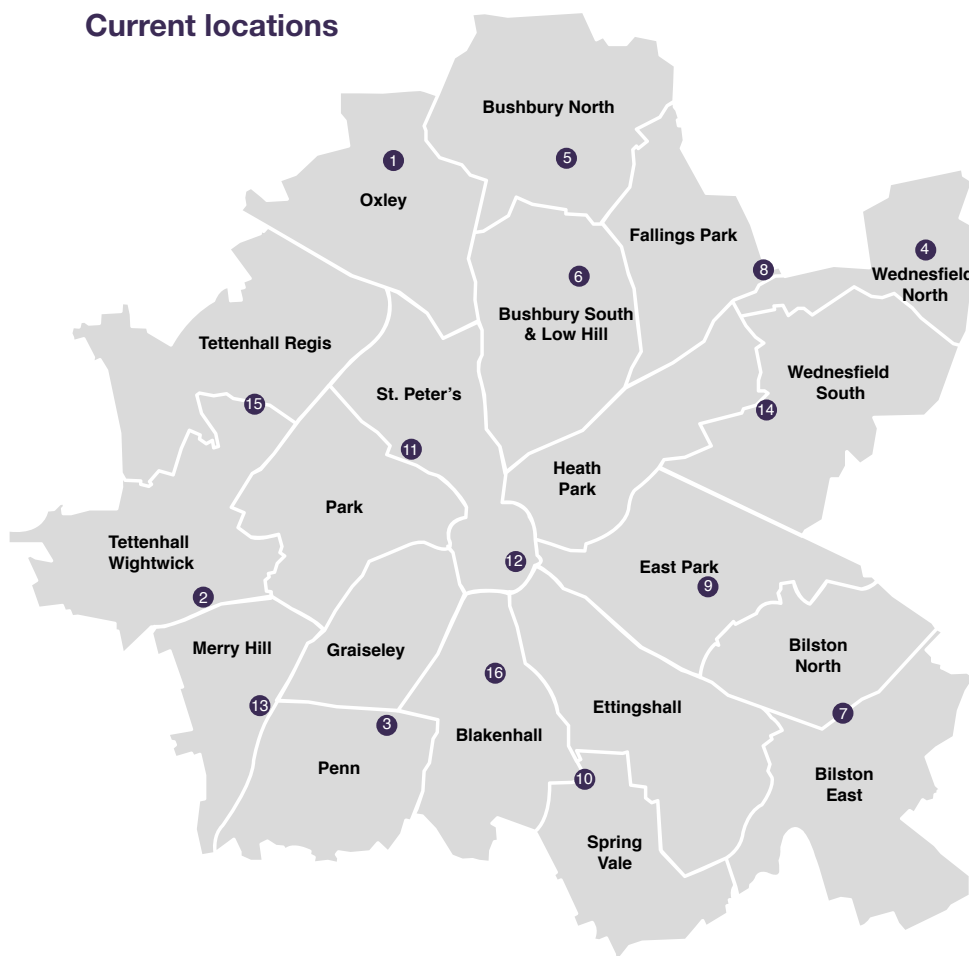 Current locations
Bushbury North
5
1
Oxley
Fallings Park
8
4
Wednesfield
North
6
Bushbury South
& Low Hill
Tettenhall Regis
15
St. Peter's
11
Wednesfield
South
14
Heath
Park
Park
Tettenhall
Wightwick
2
12
East Park
9
Merry Hill
13
Graiseley
Bilston
North
7
16
Blakenhall
Ettingshall
3
Penn
10
Spring
Vale
Bilston
East